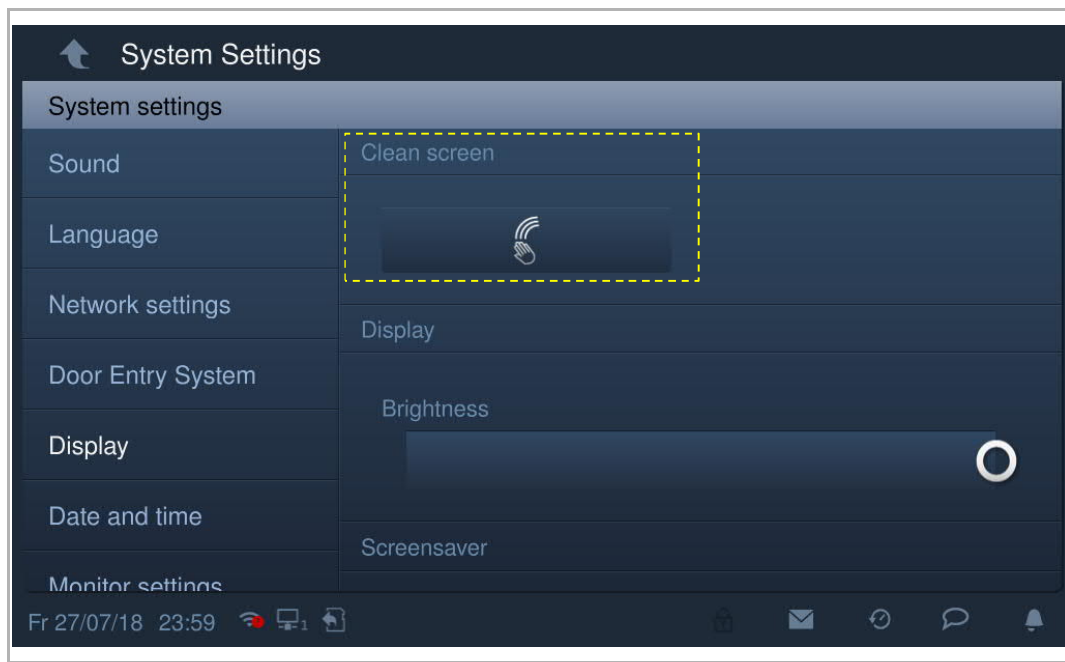 System Settings
System settings
Sound
Language
Network settings
Door Entry System
Display
Date and time
Monitor settings
Clean screen
Display
Brightness
Screensaver
Fr 27/07/18 23:59 1